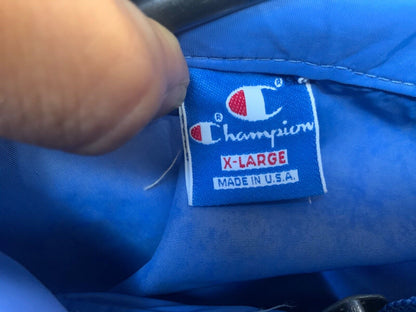 ®
Champion®
X-LARGE
MADE IN U.S.A.